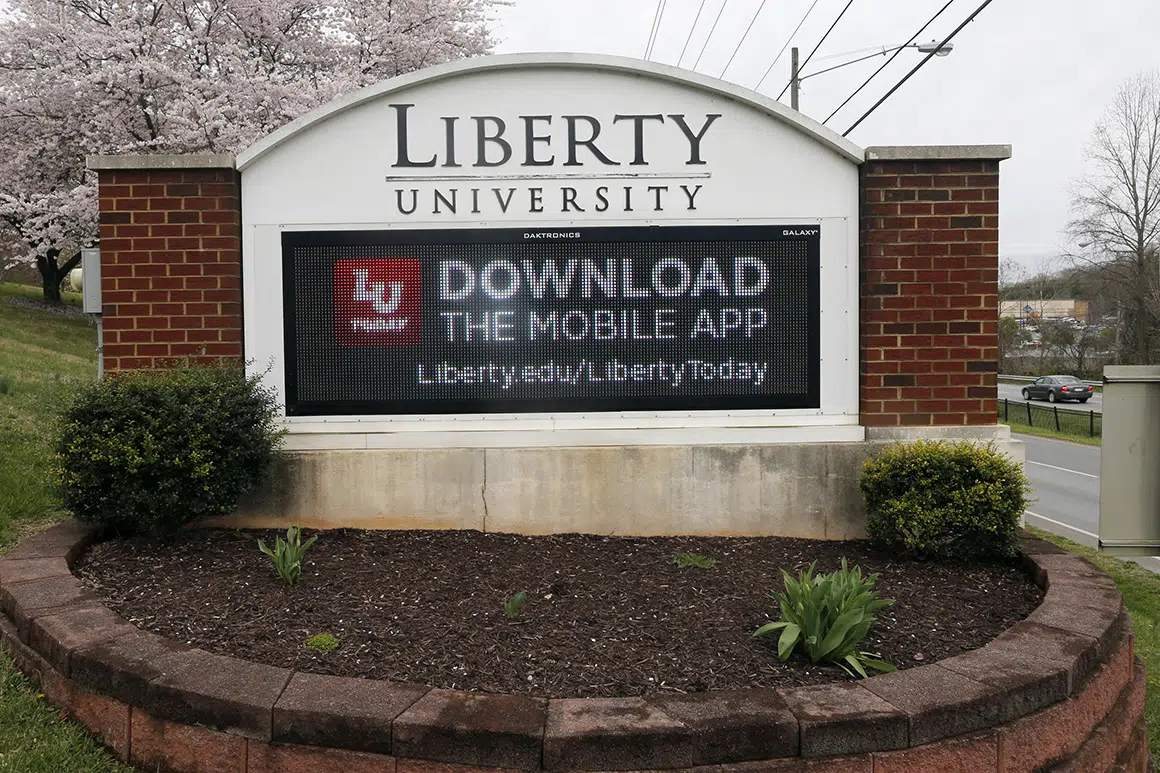 LIBERTY
UNIVERSITY
DAKTRONICS
GALAXY®
LU
DOWNLOAD
THE MOBILE APP
Liberty.edu/LibertyToday